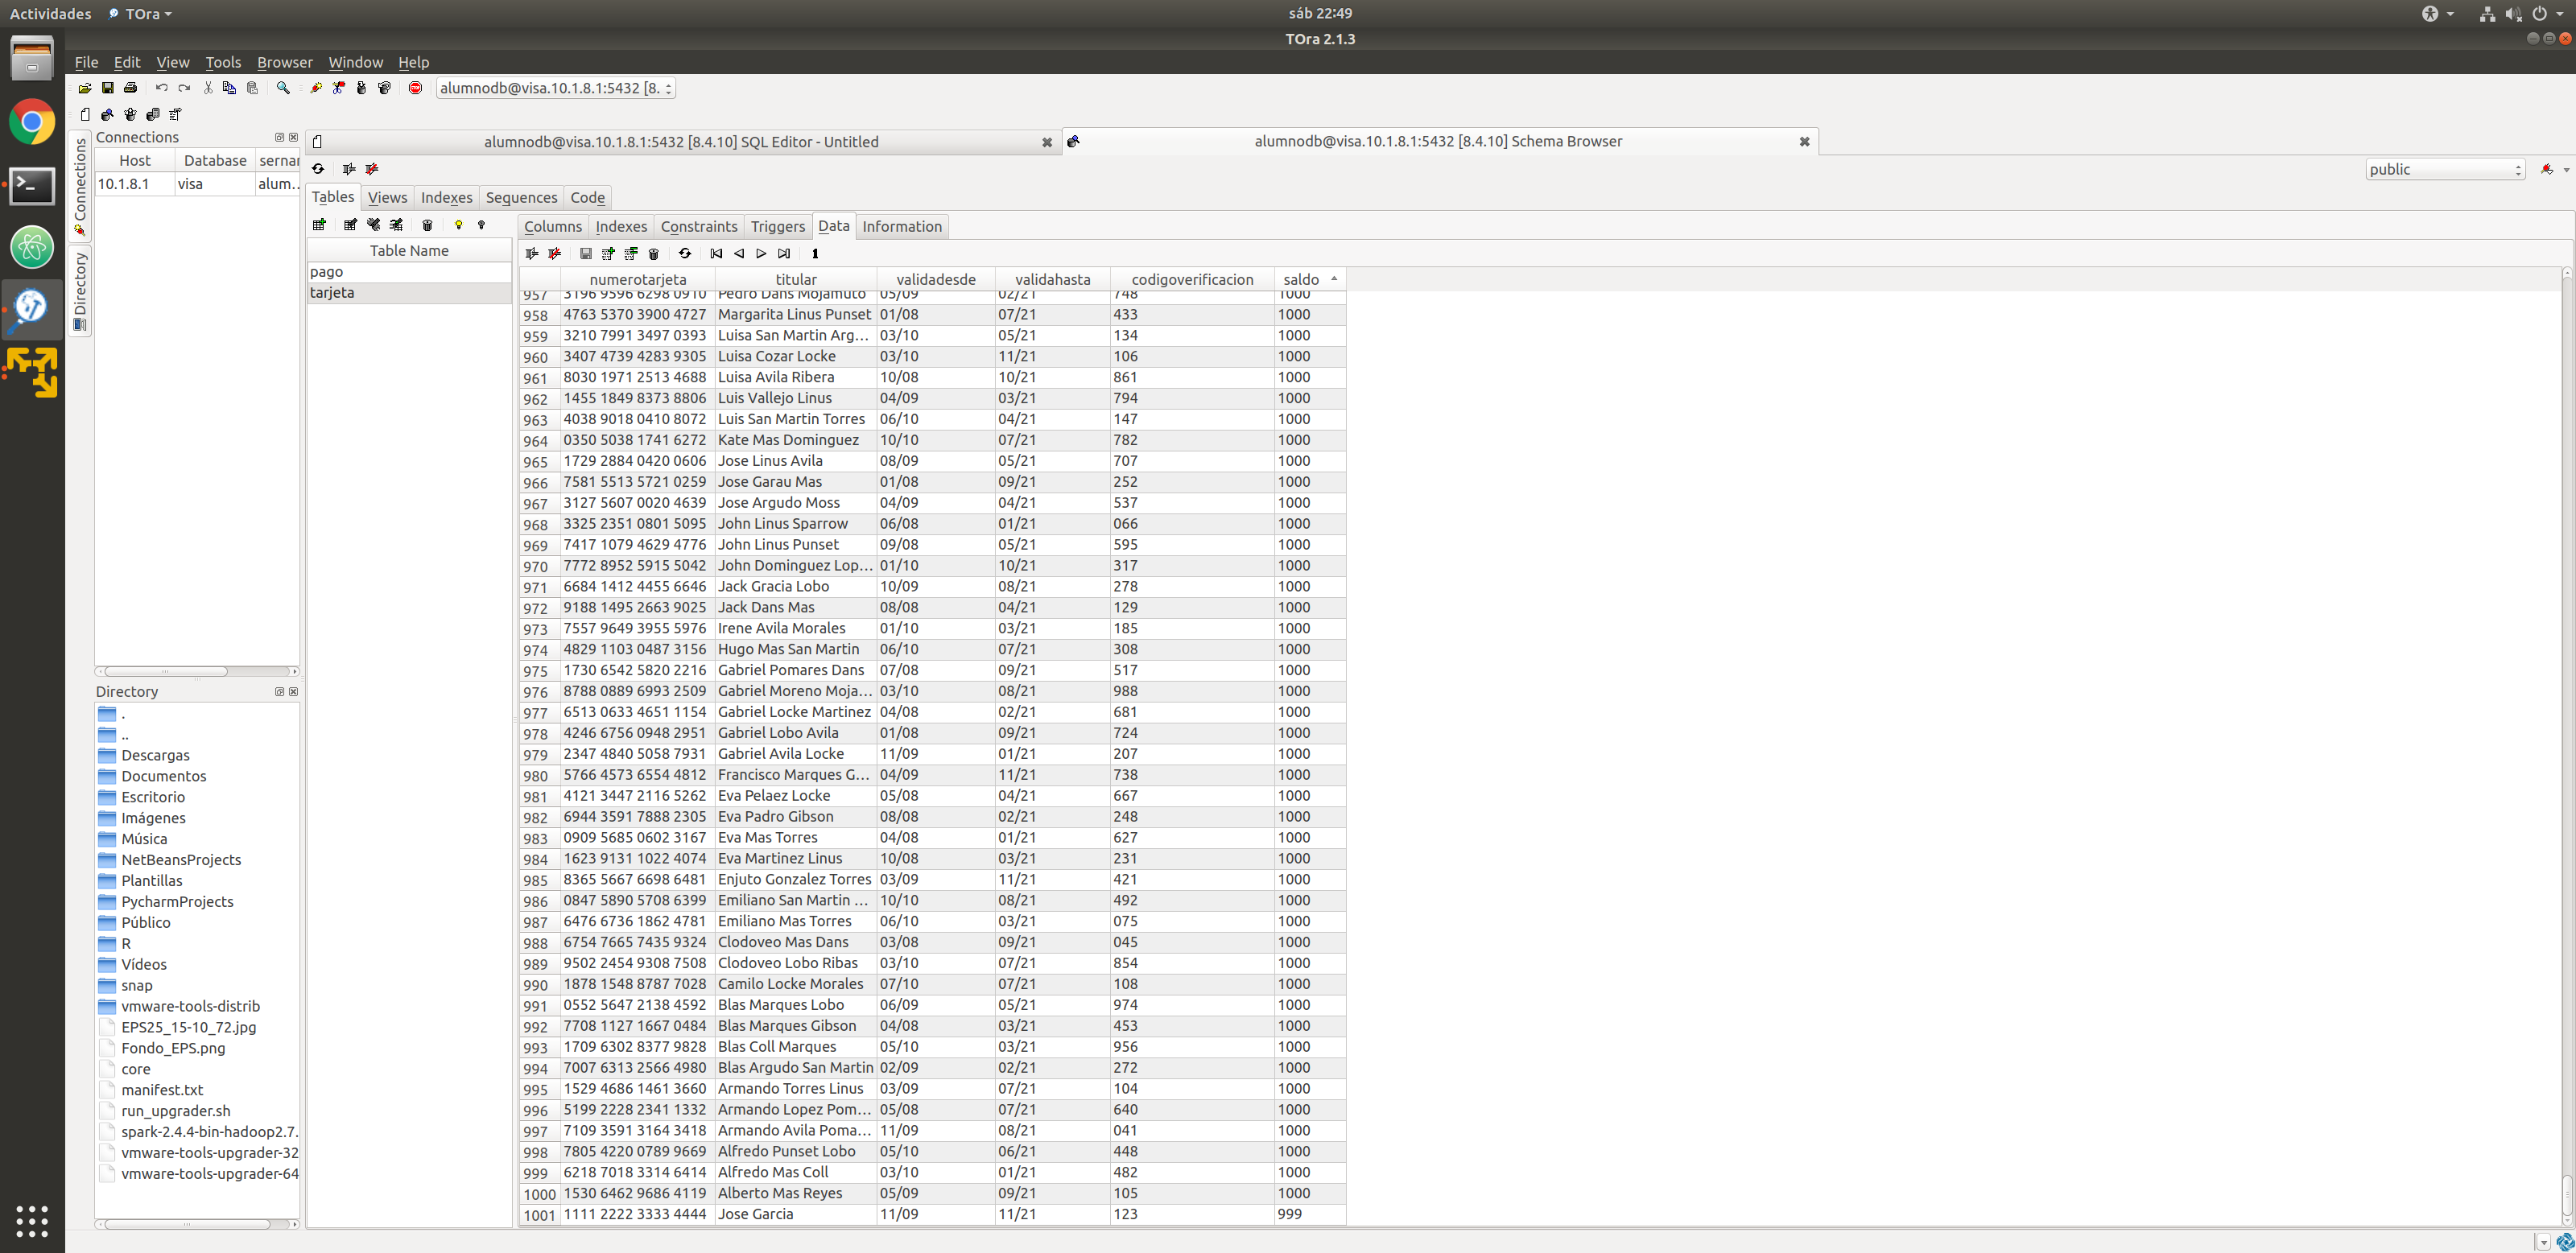 Actividades TOra sáb 22:49
TOra 2.1.3
File Edit View Tools Browser Window Help
alumnodb@visa.10.1.8.1:5432 [8.
Connections
Host Database sernar
10.1.8.1 visa alum...
Connections
Directory
alumnodb@visa.10.1.8.1:5432 [8.4.10] SQL Editor - Untitled
alumnodb@visa.10.1.8.1:5432 [8.4.10] Schema Browser
public
Tables Views Indexes Sequences Code
Table Name
pago
tarjeta
Columns Indexes Constraints Triggers Data Information
numerotarjeta titular validadesde validahasta codigoverificacion saldo
957 3196 9596 6298 0910 Pedro Dans Mojamuto 05/09 02/21 748 1000
958 4763 5370 3900 4727 Margarita Linus Punset 01/08 07/21 433 1000
959 3210 7991 3497 0393 Luisa San Martin Arg... 03/10 05/21 134 1000
960 3407 4739 4283 9305 Luisa Cozar Locke 03/10 11/21 106 1000
961 8030 1971 2513 4688 Luisa Avila Ribera 10/08 10/21 861 1000
962 1455 1849 8373 8806 Luis Vallejo Linus 04/09 03/21 794 1000
963 4038 9018 0410 8072 Luis San Martin Torres 06/10 04/21 147 1000
964 0350 5038 1741 6272 Kate Mas Dominguez 10/10 07/21 782 1000
965 1729 2884 0420 0606 Jose Linus Avila 08/09 05/21 707 1000
966 7581 5513 5721 0259 Jose Garau Mas 01/08 09/21 252 1000
967 3127 5607 0020 4639 Jose Argudo Moss 04/09 04/21 537 1000
968 3325 2351 0801 5095 John Linus Sparrow 06/08 01/21 066 1000
969 7417 1079 4629 4776 John Linus Punset 09/08 05/21 595 1000
970 7772 8952 5915 5042 John Dominguez Lop... 01/10 10/21 317 1000
971 6684 1412 4455 6646 Jack Gracia Lobo 10/09 08/21 278 1000
972 9188 1495 2663 9025 Jack Dans Mas 08/08 04/21 129 1000
973 7557 9649 3955 5976 Irene Avila Morales 01/10 03/21 185 1000
974 4829 1103 0487 3156 Hugo Mas San Martin 06/10 07/21 308 1000
975 1730 6542 5820 2216 Gabriel Pomares Dans 07/08 09/21 517 1000
976 8788 0889 6993 2509 Gabriel Moreno Moja... 03/10 08/21 988 1000
977 6513 0633 4651 1154 Gabriel Locke Martinez 04/08 02/21 681 1000
978 4246 6756 0948 2951 Gabriel Lobo Avila 01/08 09/21 724 1000
979 2347 4840 5058 7931 Gabriel Avila Locke 11/09 01/21 207 1000
980 5766 4573 6554 4812 Francisco Marques G... 04/09 11/21 738 1000
981 4121 3447 2116 5262 Eva Pelaez Locke 05/08 04/21 667 1000
982 6944 3591 7888 2305 Eva Padro Gibson 08/08 02/21 248 1000
983 0909 5685 0602 3167 Eva Mas Torres 04/08 01/21 627 1000
984 1623 9131 1022 4074 Eva Martinez Linus 10/08 03/21 231 1000
985 8365 5667 6698 6481 Enjuto Gonzalez Torres 03/09 11/21 421 1000
986 0847 5890 5708 6399 Emiliano San Martin ... 10/10 08/21 492 1000
987 6476 6736 1862 4781 Emiliano Mas Torres 06/10 03/21 075 1000
988 6754 7665 7435 9324 Clodoveo Mas Dans 03/08 09/21 045 1000
989 9502 2454 9308 7508 Clodoveo Lobo Ribas 03/10 07/21 854 1000
990 1878 1548 8787 7028 Camilo Locke Morales 07/10 07/21 108 1000
991 0552 5647 2138 4592 Blas Marques Lobo 06/09 05/21 974 1000
992 7708 1127 1667 0484 Blas Marques Gibson 04/08 03/21 453 1000
993 1709 6302 8377 9828 Blas Coll Marques 05/10 03/21 956 1000
994 7007 6313 2566 4980 Blas Argudo San Martin 02/09 02/21 272 1000
995 1529 4686 1461 3660 Armando Torres Linus 03/09 07/21 104 1000
996 5199 2228 2341 1332 Armando Lopez Pom... 05/08 07/21 640 1000
997 7109 3591 3164 3418 Armando Avila Poma... 11/09 08/21 041 1000
998 7805 4220 0789 9669 Alfredo Punset Lobo 05/10 06/21 448 1000
999 6218 7018 3314 6414 Alfredo Mas Coll 03/10 01/21 482 1000
1000 1530 6462 9686 4119 Alberto Mas Reyes 05/09 09/21 105 1000
1001 1111 2222 3333 4444 Jose Garcia 11/09 11/21 123 999
Directory
.
..
Descargas
Documentos
Escritorio
Imágenes
Música
NetBeansProjects
Plantillas
PycharmProjects
Público
R
Vídeos
snap
vmware-tools-distrib
EPS25_15-10_72.jpg
Fondo_EPS.png
core
manifest.txt
run_upgrader.sh
spark-2.4.4-bin-hadoop2.7.
vmware-tools-upgrader-32
vmware-tools-upgrader-64